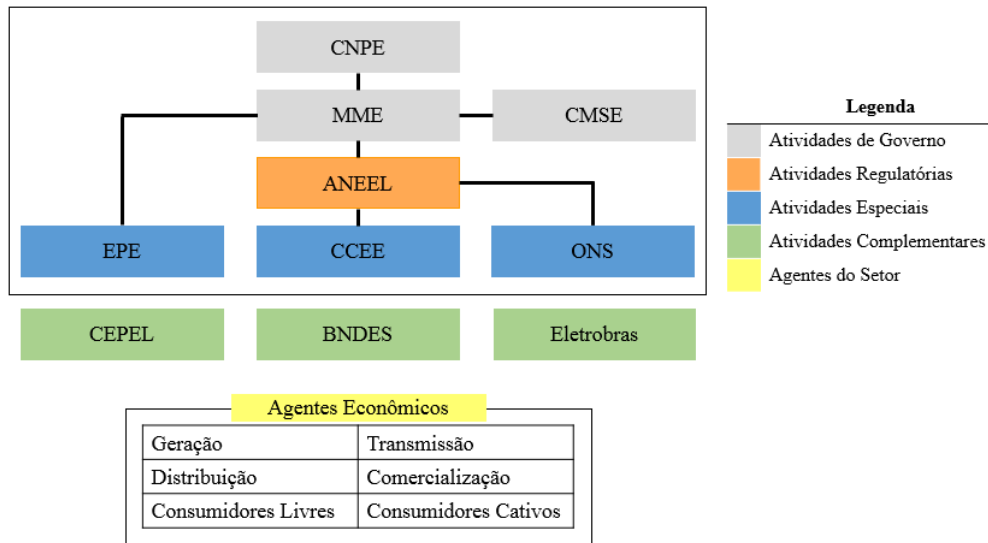 CNPE
MME
CMSE
ANEEL
EPE
CCEE
ONS
CEPEL
BNDES
Eletrobras
Agentes Econômicos
Geração
Transmissão
Distribuição
Comercialização
Consumidores Livres
Consumidores Cativos
Legenda
Atividades de Governo
Atividades Regulatórias
Atividades Especiais
Atividades Complementares
Agentes do Setor